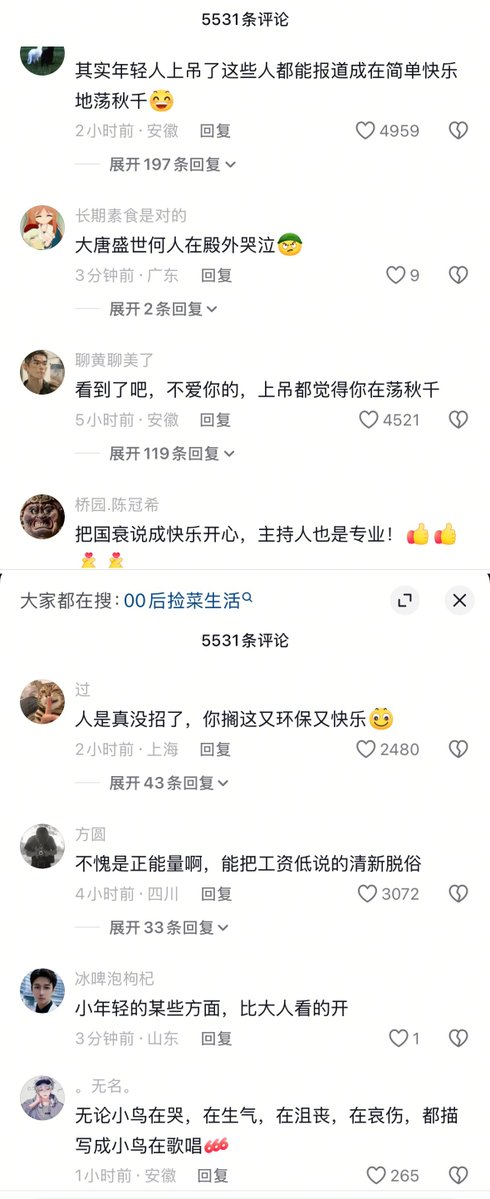 5531条评论
其实年轻人上吊了这些人都能报道成在简单快乐
地荡秋千😄
2小时前·安徽 回复 4959
展开197条回复
长期素食是对的
大唐盛世何人在殿外哭泣
3分钟前·广东 回复 9
展开2条回复
聊黄聊美了
看到了吧，不爱你的，上吊都觉得你在荡秋千
5小时前·安徽 回复 4521
展开119条回复
桥园.陈冠希
把国衰说成快乐开心，主持人也是专业！👍👍
大家都在搜：00后捡菜生活
5531条评论
过
人是真没招了，你搁这又环保又快乐
2小时前·上海 回复 2480
展开43条回复
方圆
不愧是正能量啊，能把工资低说的清新脱俗
4小时前·四川 回复 3072
展开33条回复
冰啤泡枸杞
小年轻的某些方面，比大人看的开
3分钟前·山东 回复 1
。无名。
无论小鸟在哭，在生气，在沮丧，在哀伤，都描
写成小鸟在歌唱666
1小时前·安徽 回复 265